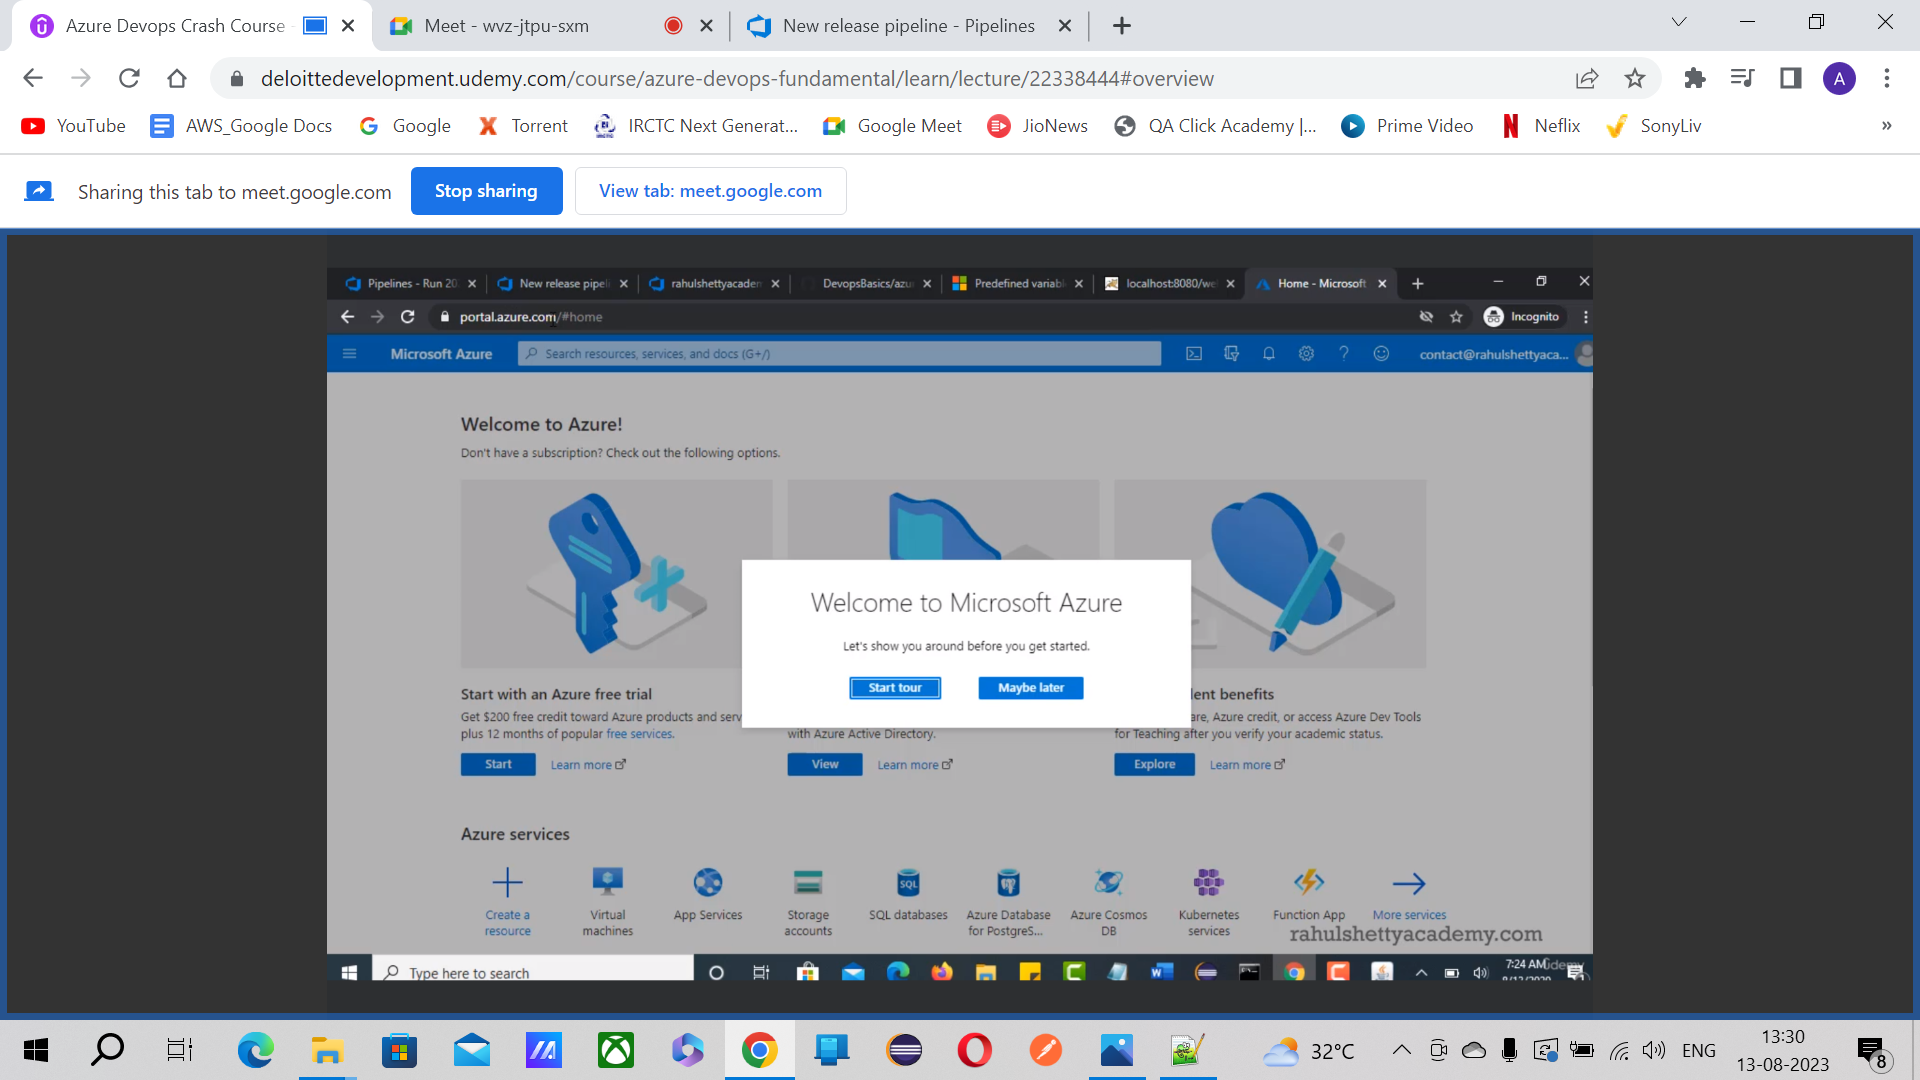 Azure Devops Crash Course
Meet - wvz-jtpu-sxm
New release pipeline - Pipelines
deloittedevelopment.udemy.com/course/azure-devops-fundamental/learn/lecture/22338444#overview
A
YouTube
AWS_Google Docs
Google
Torrent
IRCTC Next Generat...
Google Meet
JioNews
QA Click Academy |...
Prime Video
Neflix
SonyLiv
»
Sharing this tab to meet.google.com
Stop sharing
View tab: meet.google.com
Pipelines - Run 20
New release pipeli
rahulshettyacadem
DevopsBasics/azu
Predefined variab
localhost:8080/we
Home - Microsoft
portal.azure.com/#home
Incognito
Microsoft Azure
Search resources, services, and docs (G+/)
contact@rahulshettyaca...
Welcome to Azure!
Don't have a subscription? Check out the following options.
Welcome to Microsoft Azure
Let's show you around before you get started.
Start tour
Maybe later
Start with an Azure free trial
Get $200 free credit toward Azure products and serv
plus 12 months of popular free services.
Start
Learn more
with Azure Active Directory.
View
Learn more
lent benefits
are, Azure credit, or access Azure Dev Tools
for Teaching after you verify your academic status.
Explore
Learn more
Azure services
Create a resource
Virtual machines
App Services
Storage accounts
SQL
SQL databases
Azure Database for PostgreS...
Azure Cosmos DB
Kubernetes services
Function App
More services
rahulshettyacademy.com
Type here to search
7:24 AM
udemy
32°C
ENG
13:30
13-08-2023
8